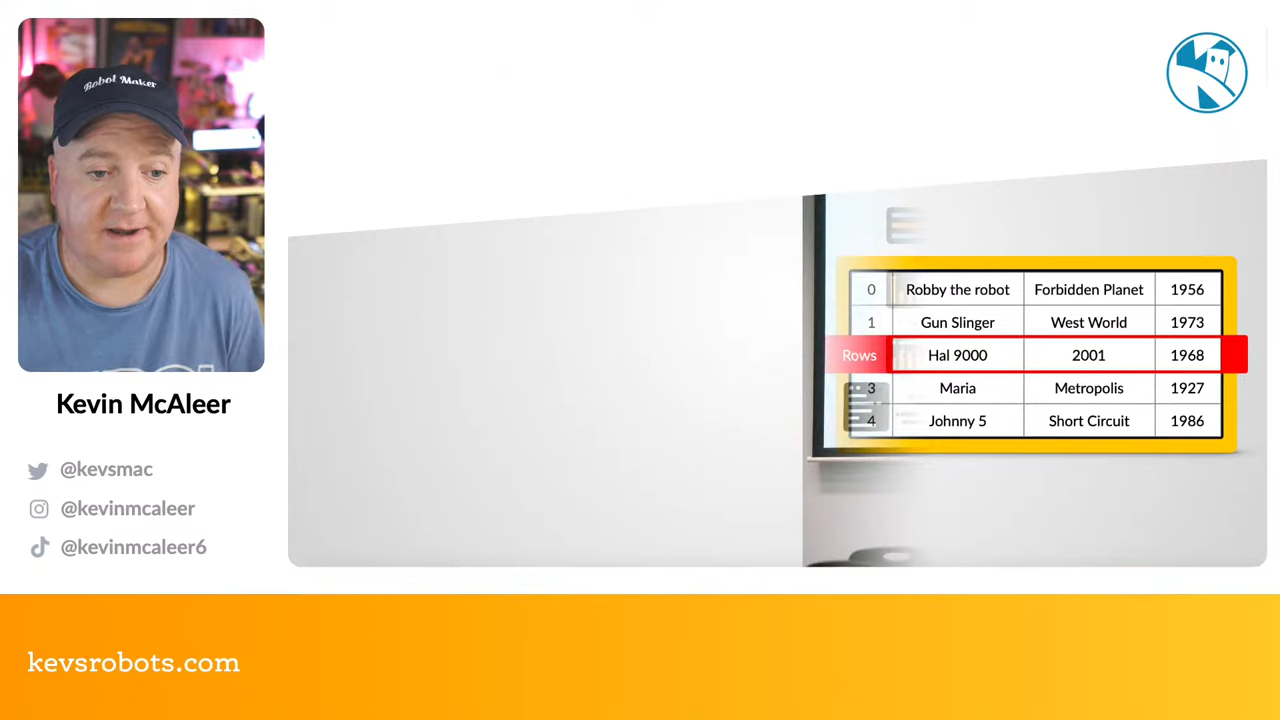 Robot Maker
Kevin McAleer
@kevsmac
@kevinmcaleer
@kevinmcaleer6
0 Robby the robot Forbidden Planet 1956
1 Gun Slinger West World 1973
Rows Hal 9000 2001 1968
3 Maria Metropolis 1927
4 Johnny 5 Short Circuit 1986
kevsrobots.com